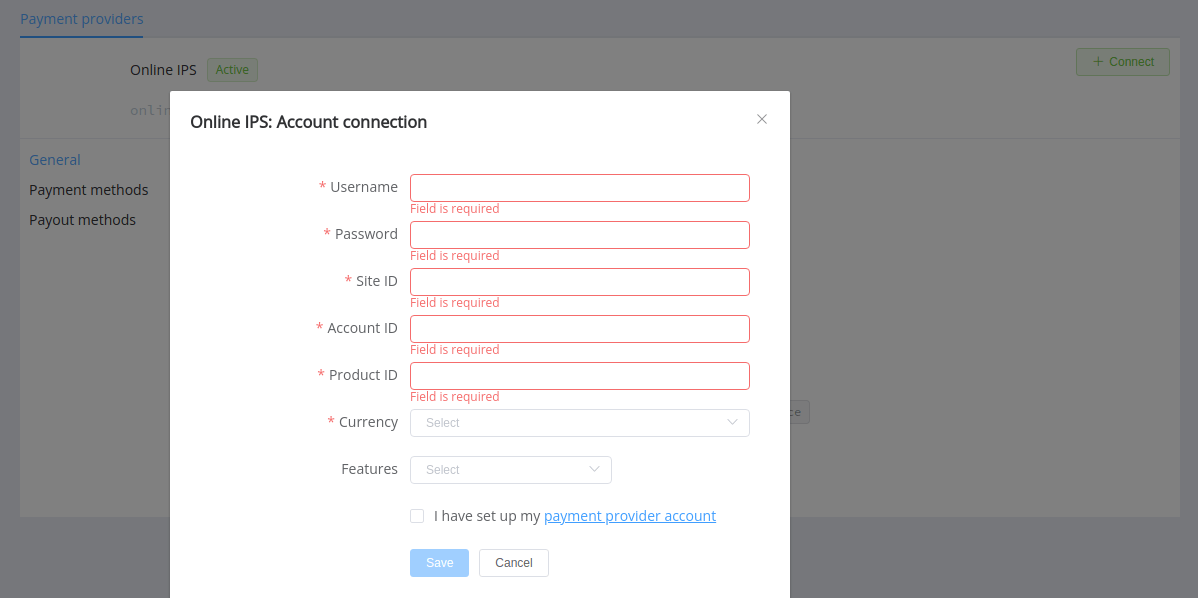 Payment providers
Online IPS Active
+ Connect
onlin
Online IPS: Account connection
General
Payment methods
Payout methods
* Username
Field is required
* Password
Field is required
* Site ID
Field is required
* Account ID
Field is required
* Product ID
Field is required
* Currency Select
Features Select
I have set up my payment provider account
Save Cancel